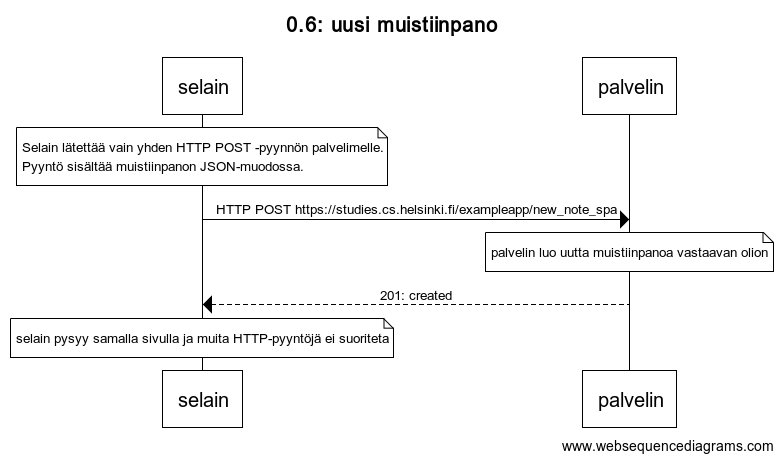 0.6: uusi muistiinpano
selain
palvelin
Selain lätettää vain yhden HTTP POST -pyynnön palvelimelle.
Pyyntö sisältää muistiinpanon JSON-muodossa.
HTTP POST https://studies.cs.helsinki.fi/exampleapp/new_note_spa
palvelin luo uutta muistiinpanoa vastaavan olion
201: created
selain pysyy samalla sivulla ja muita HTTP-pyyntöjä ei suoriteta
selain
palvelin
www.websequencediagrams.com